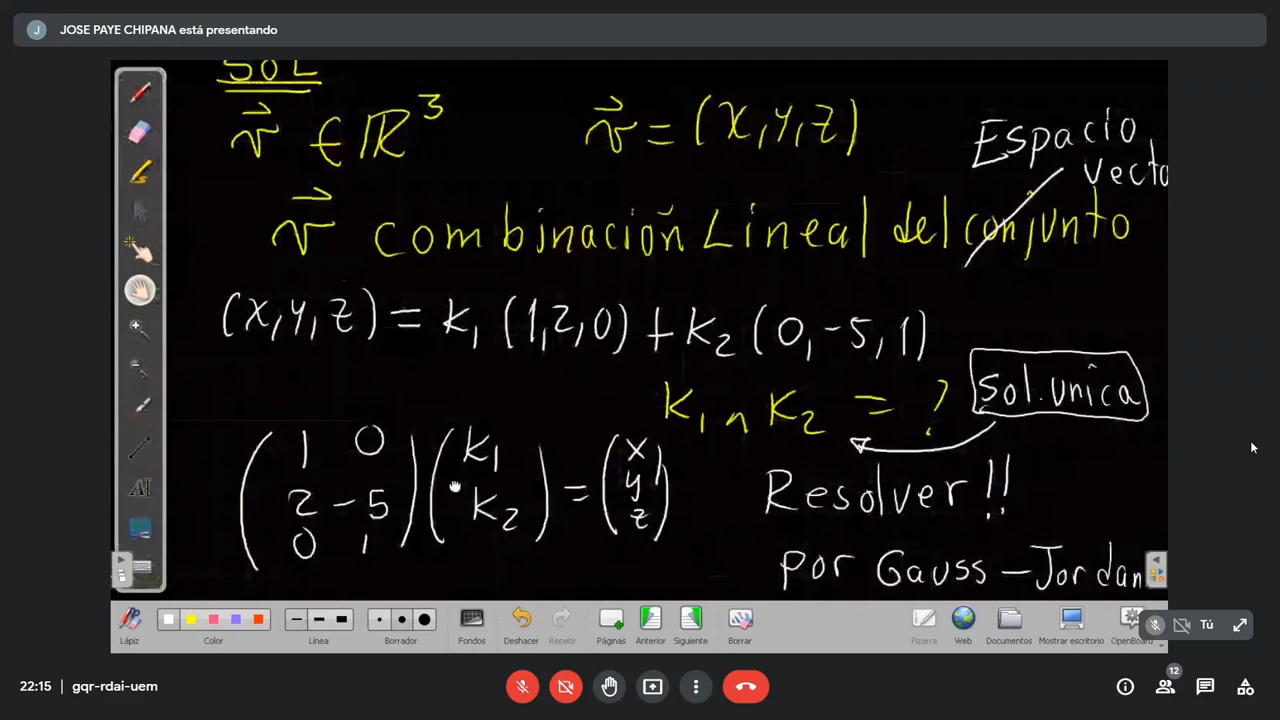 JOSE PAYE CHIPANA está presentando
SOL
v⃗ ∈ ℝ³ v⃗ = (x,y,z)
Espacio
vecto
v⃗ combinación Lineal del conjunto
(x,y,z) = k₁ (1,2,0) + k₂ (0,-5,1)
k₁ ∧ k₂ = ? Sol. Unica
( 1 0 ) ( k₁ ) = ( x )
( 2 -5 ) ( k₂ ) ( y )
( 0 1 ) ( z )
Resolver!!
por Gauss - Jordan
Lápiz Color Línea Borrador Fondos Deshacer Repetir Páginas Anterior Siguiente Borrar Pizarra Web Documentos Mostrar escritorio OpenBoard
Tú
22:15 | gqr-rdai-uem
12